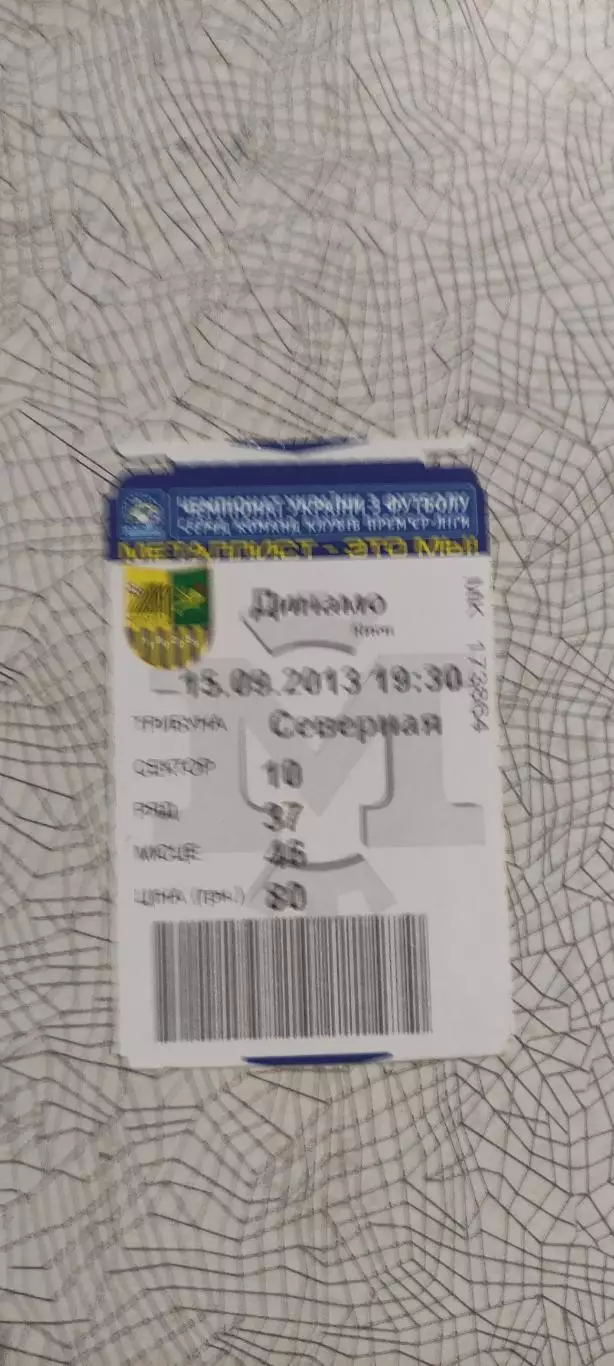 ЧЕМПІОНАТ УКРАЇНИ З ФУТБОЛУ
СЕРЕД КОМАНД КЛУБІВ ПРЕМ'ЄР-ЛІГИ
МЕТАЛЛИСТ - ЭТО МЫ!
Динамо
Киев
15.09.2013 19:30
ТРИБУНА Северная
СЕКТОР 10
РЯД 37
МІСЦЕ 45
ЦІНА (грн.) 80
МК 173864